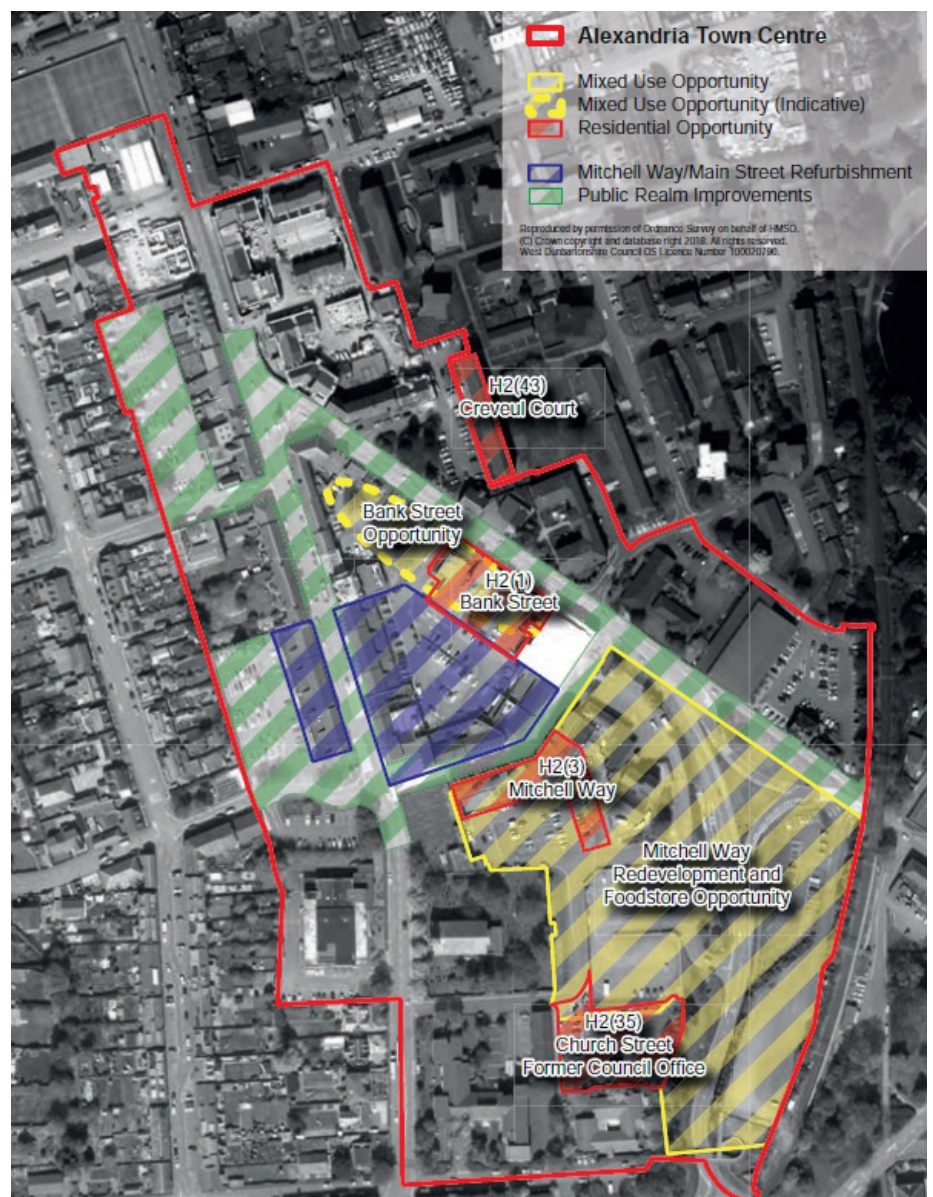 Alexandria Town Centre
Mixed Use Opportunity
Mixed Use Opportunity (Indicative)
Residential Opportunity
Mitchell Way/Main Street Refurbishment
Public Realm Improvements
Reproduced by permission of Ordnance Survey on behalf of HMSO.
(C) Crown copyright and database right 2018. All rights reserved.
West Dunbartonshire Council OS Licence Number 100020790.
H2(43)
Creveul Court
Bank Street
Opportunity
H2(1)
Bank Street
H2(3)
Mitchell Way
Mitchell Way
Redevelopment and
Foodstore Opportunity
H2(35)
Church Street
Former Council Office